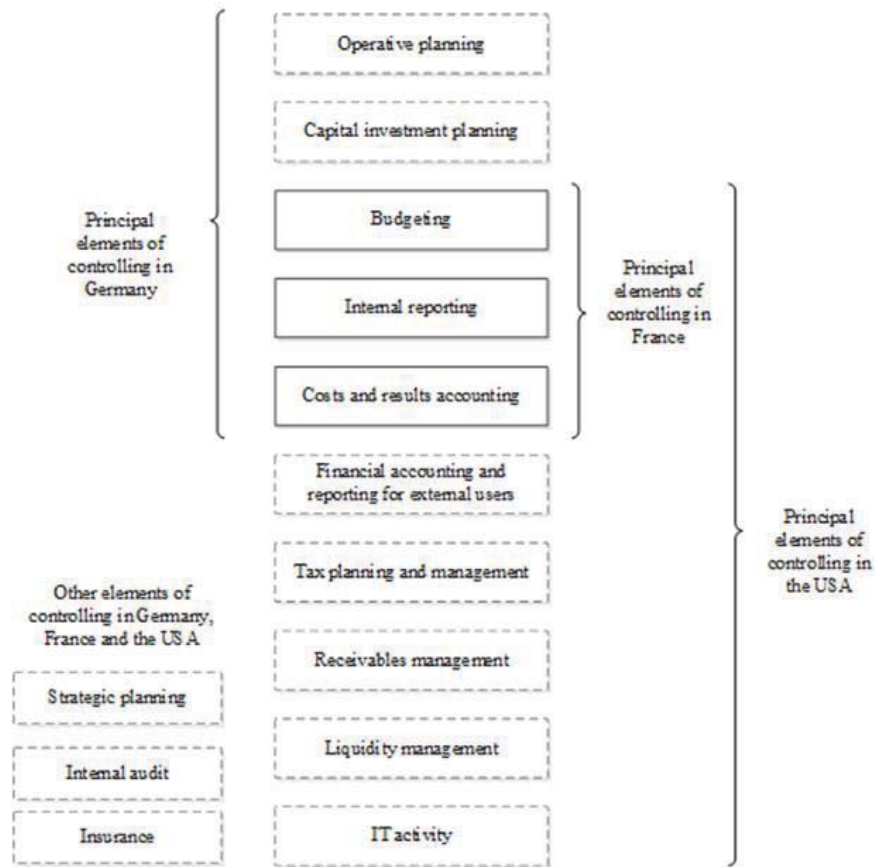 Operative planning
Capital investment planning
Principal
elements of
controlling in
Germany
Budgeting
Internal reporting
Costs and results accounting
Principal
elements of
controlling in
France
Financial accounting and
reporting for external users
Tax planning and management
Receivables management
Liquidity management
IT activity
Principal
elements of
controlling in
the USA
Other elements of
controlling in Germany,
France and the USA
Strategic planning
Internal audit
Insurance